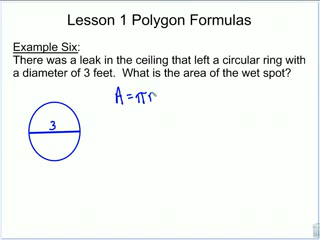 Lesson 1 Polygon Formulas
Example Six:
There was a leak in the ceiling that left a circular ring with
a diameter of 3 feet. What is the area of the wet spot?
A = πr
3